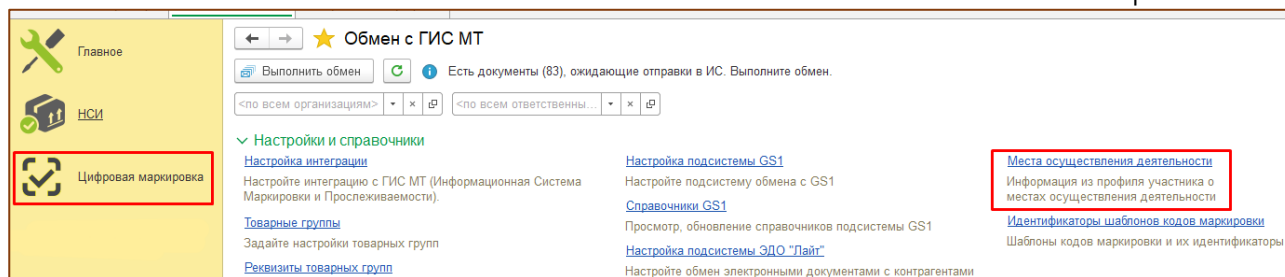 Главное
НСИ
Цифровая маркировка
Обмен с ГИС МТ
Выполнить обмен
Есть документы (83), ожидающие отправки в ИС. Выполните обмен.
<по всем организациям>
<по всем ответственны...
Настройки и справочники
Настройка интеграции
Настройте интеграцию с ГИС МТ (Информационная Система
Маркировки и Прослеживаемости).
Товарные группы
Задайте настройки товарных групп
Реквизиты товарных групп
Настройка подсистемы GS1
Настройте подсистему обмена с GS1
Справочники GS1
Просмотр, обновление справочников подсистемы GS1
Настройка подсистемы ЭДО "Лайт"
Настройте обмен электронными документами с контрагентами
Места осуществления деятельности
Информация из профиля участника о
местах осуществления деятельности
Идентификаторы шаблонов кодов маркировки
Шаблоны кодов маркировки и их идентификаторы